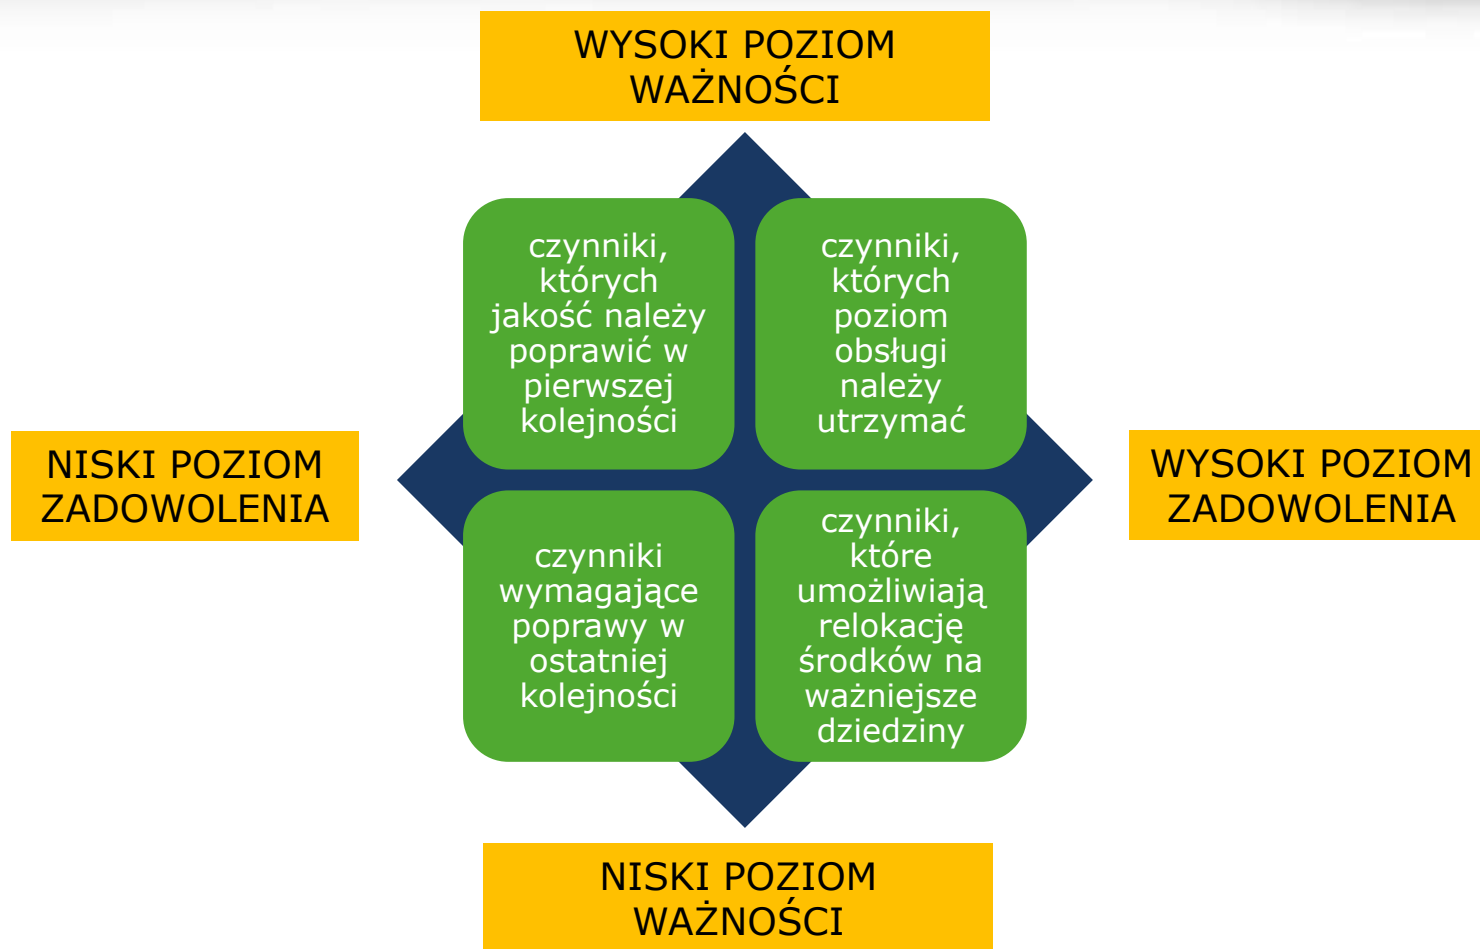 WYSOKI POZIOM
WAŻNOŚCI
czynniki,
których
jakość należy
poprawić w
pierwszej
kolejności
czynniki,
których
poziom
obsługi
należy
utrzymać
NISKI POZIOM
ZADOWOLENIA
WYSOKI POZIOM
ZADOWOLENIA
czynniki
wymagające
poprawy w
ostatniej
kolejności
czynniki,
które
umożliwiają
relokację
środków na
ważniejsze
dziedziny
NISKI POZIOM
WAŻNOŚCI